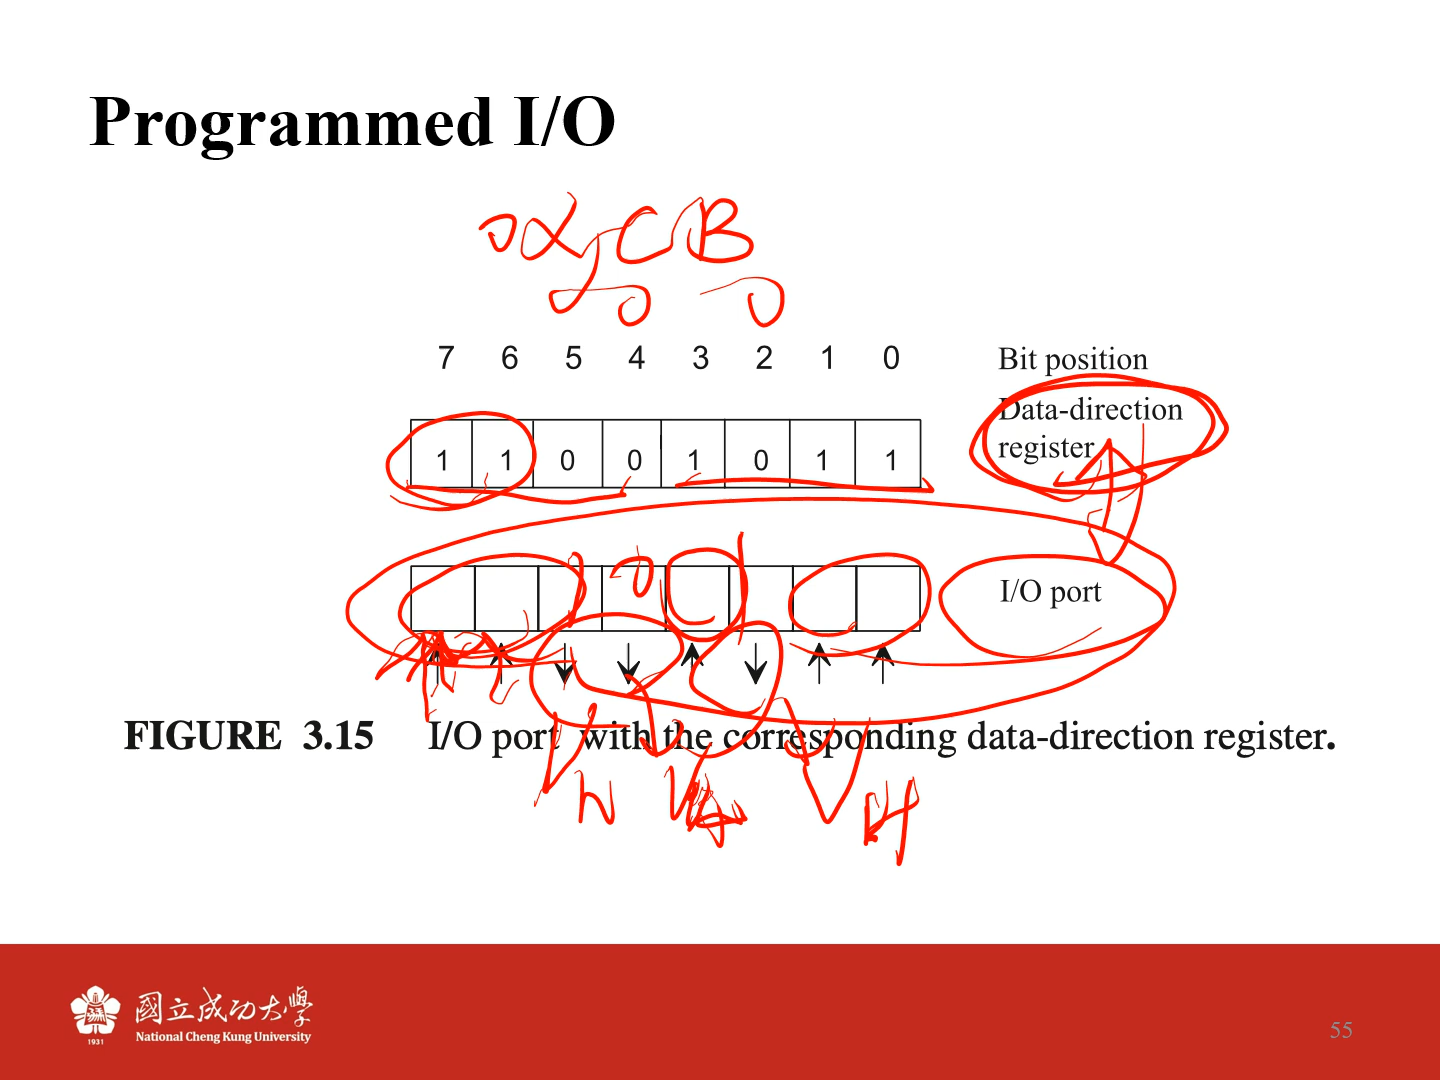 Programmed I/O
0xCB
7 6 5 4 3 2 1 0 Bit position
Data-direction
register
1 1 0 0 1 0 1 1
I/O port
FIGURE 3.15 I/O port with the corresponding data-direction register.
國立成功大學
National Cheng Kung University
1931
55